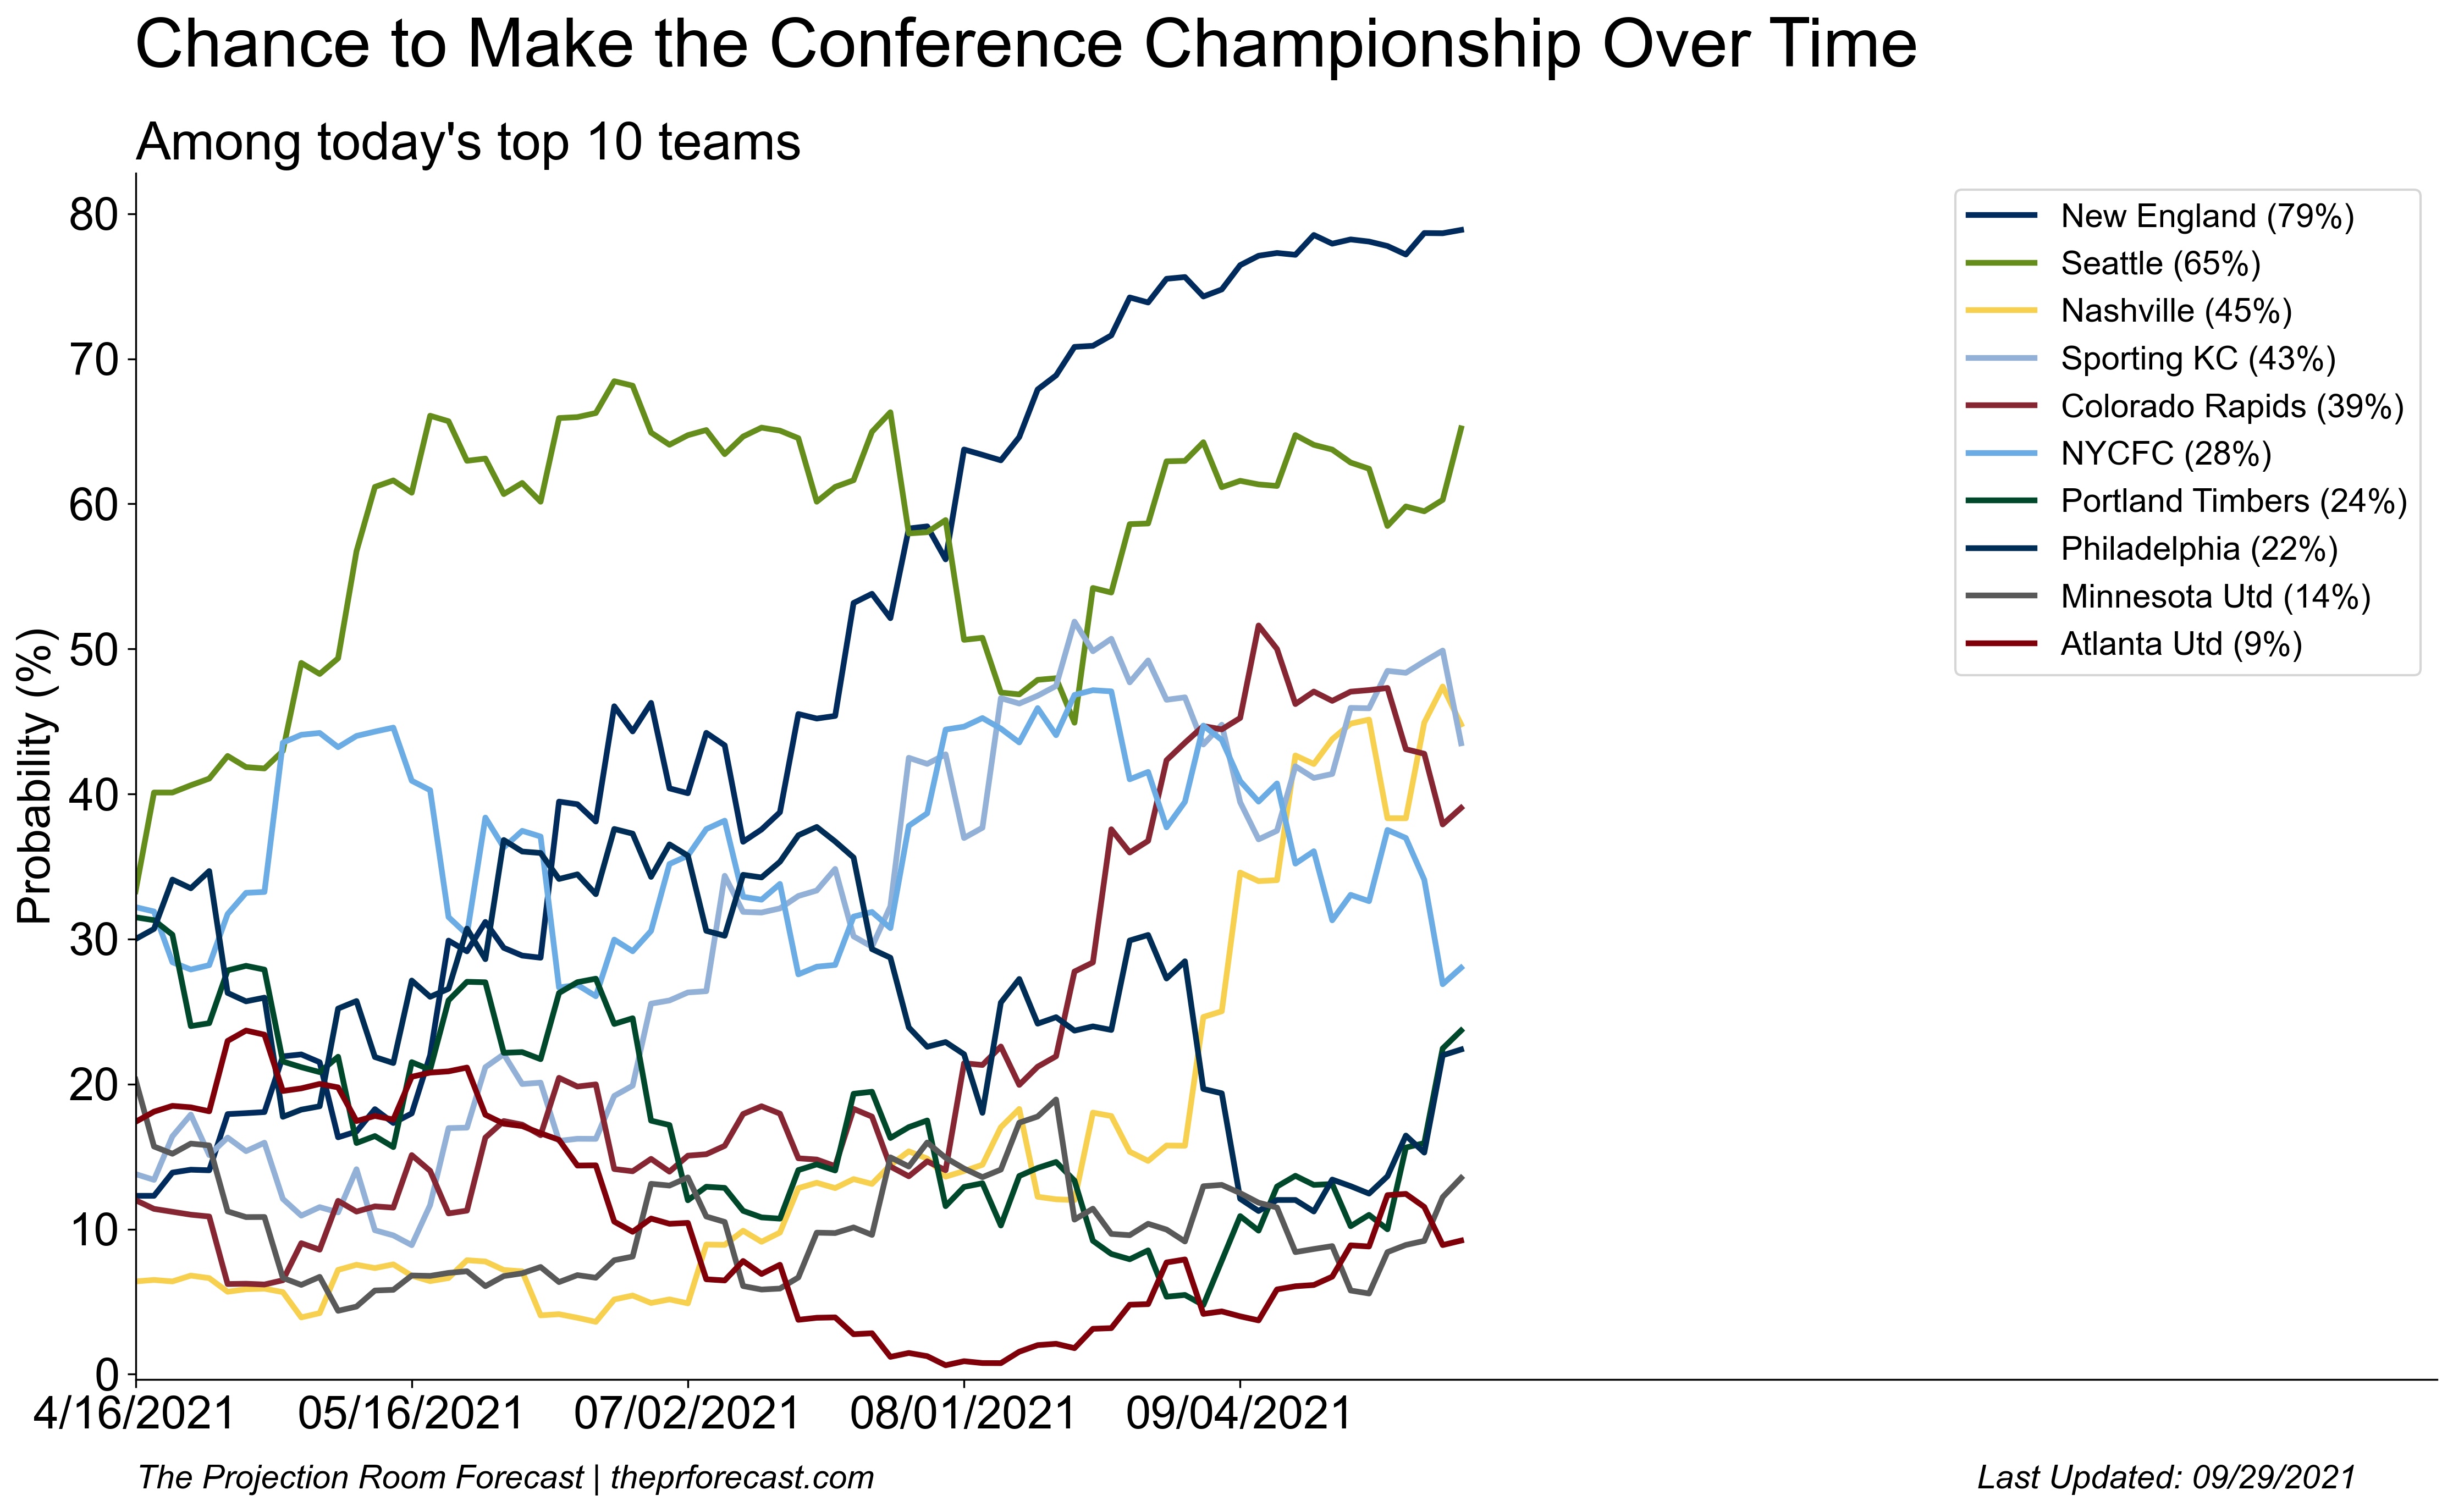 Chance to Make the Conference Championship Over Time
Among today's top 10 teams
80
70
60
50
40
30
20
10
0
Probability (%)
4/16/2021
05/16/2021
07/02/2021
08/01/2021
09/04/2021
New England (79%)
Seattle (65%)
Nashville (45%)
Sporting KC (43%)
Colorado Rapids (39%)
NYCFC (28%)
Portland Timbers (24%)
Philadelphia (22%)
Minnesota Utd (14%)
Atlanta Utd (9%)
The Projection Room Forecast | theprforecast.com
Last Updated: 09/29/2021